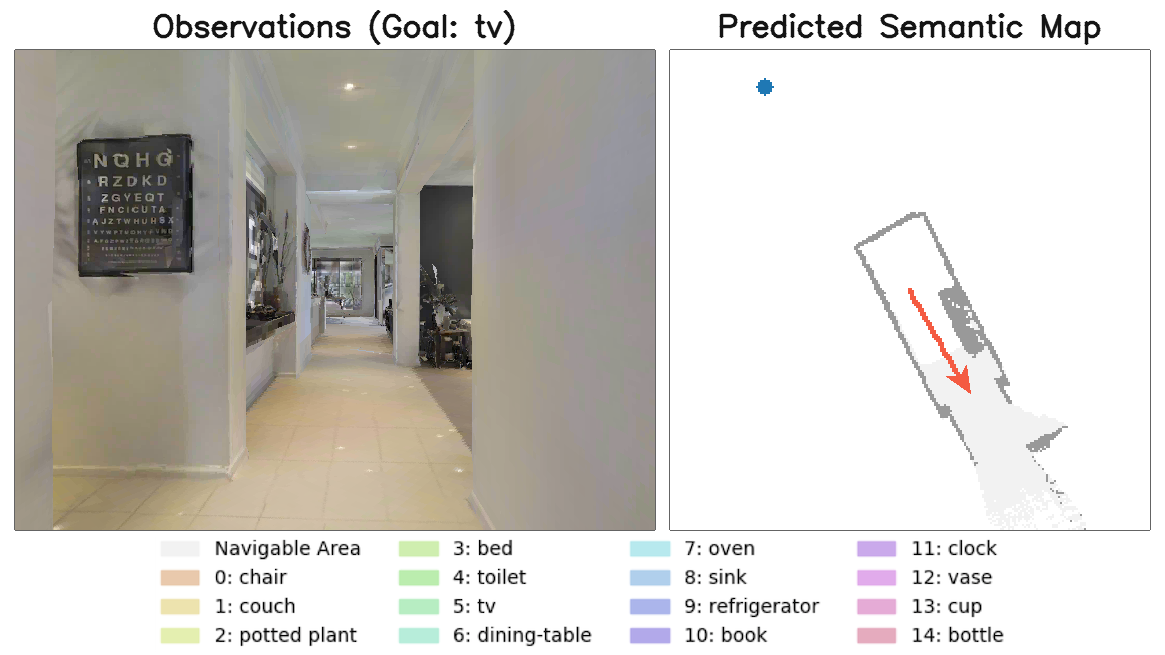 Observations (Goal: tv)
Predicted Semantic Map
NQHG
RZDKD
ZGYEQT
FNCICUTA
AJZTWHUHSX
Navigable Area
0: chair
1: couch
2: potted plant
3: bed
4: toilet
5: tv
6: dining-table
7: oven
8: sink
9: refrigerator
10: book
11: clock
12: vase
13: cup
14: bottle